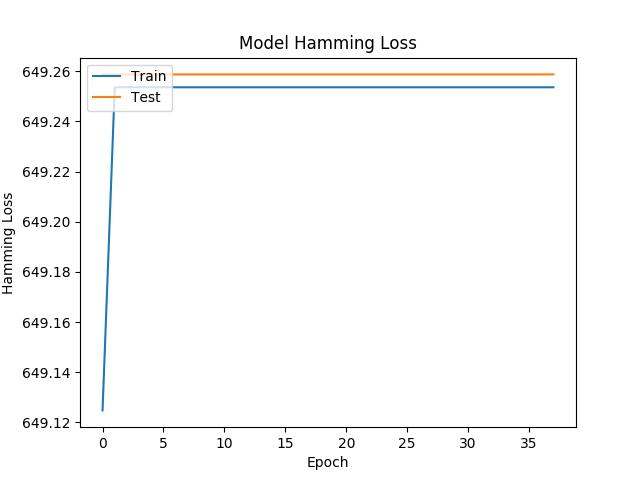 Model Hamming Loss
649.26
649.24
649.22
649.20
649.18
649.16
649.14
649.12
Hamming Loss
Train
Test
0 5 10 15 20 25 30 35
Epoch